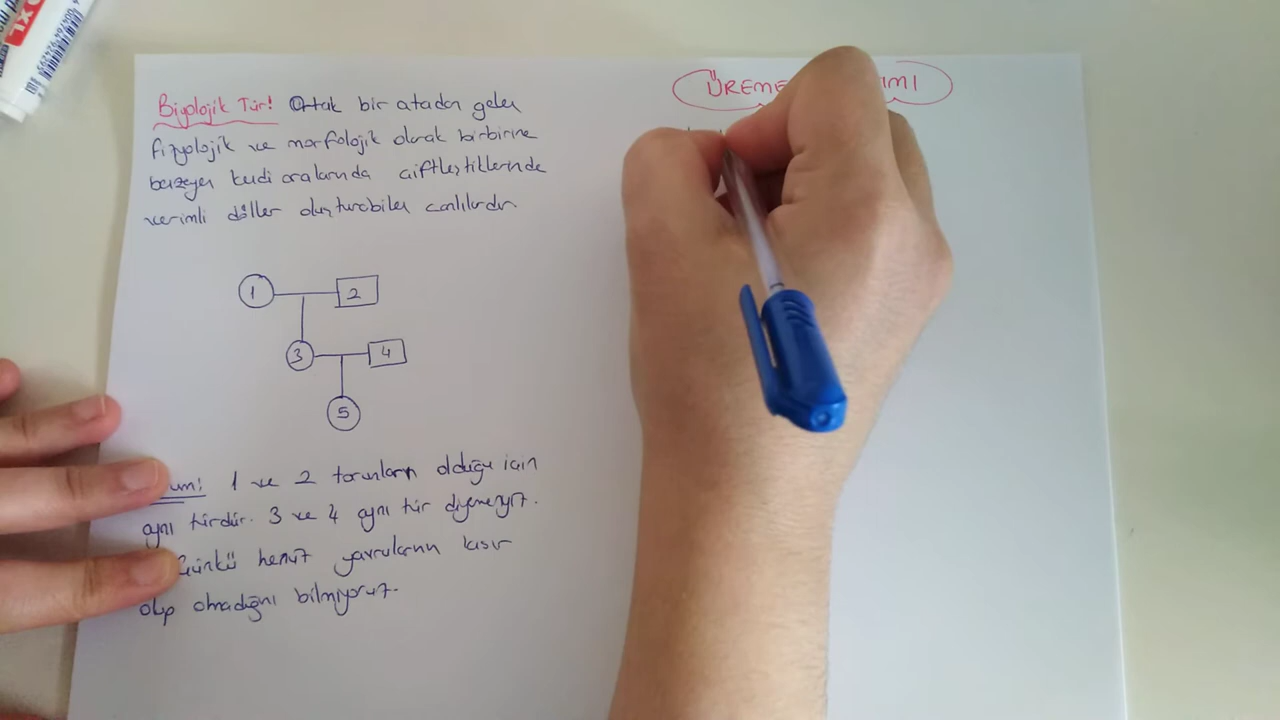 Biyolojik Tür! Ortak bir atadan gelen
fizyolojik ve morfolojik olarak birbirine
benzeyen kendi aralarında çiftleştiklerinde
verimli döller oluşturabilen canlılardır.
1
2
3
4
5
1 ve 2 torunların olduğu için
aynı türdür. 3 ve 4 aynı tür diyemeyiz.
Çünkü henüz yavrularının kısır
olup olmadığını bilmiyoruz.
ÜREME
XL